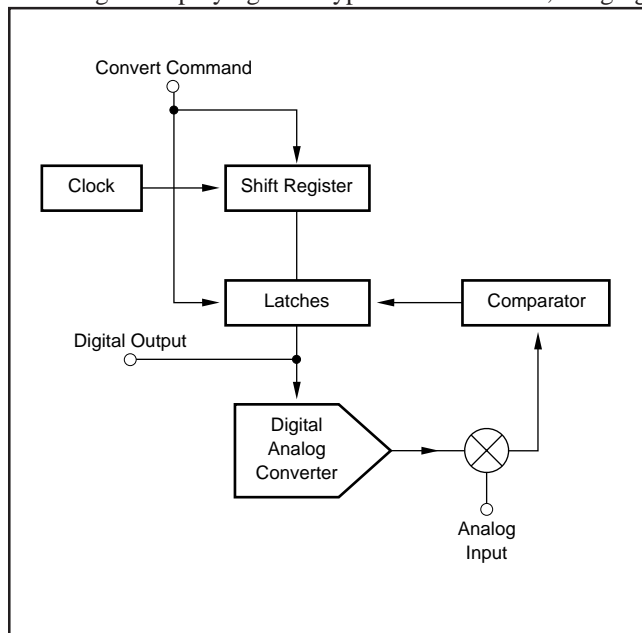 Convert Command
Clock
Shift Register
Latches
Comparator
Digital Output
Digital
Analog
Converter
Analog
Input